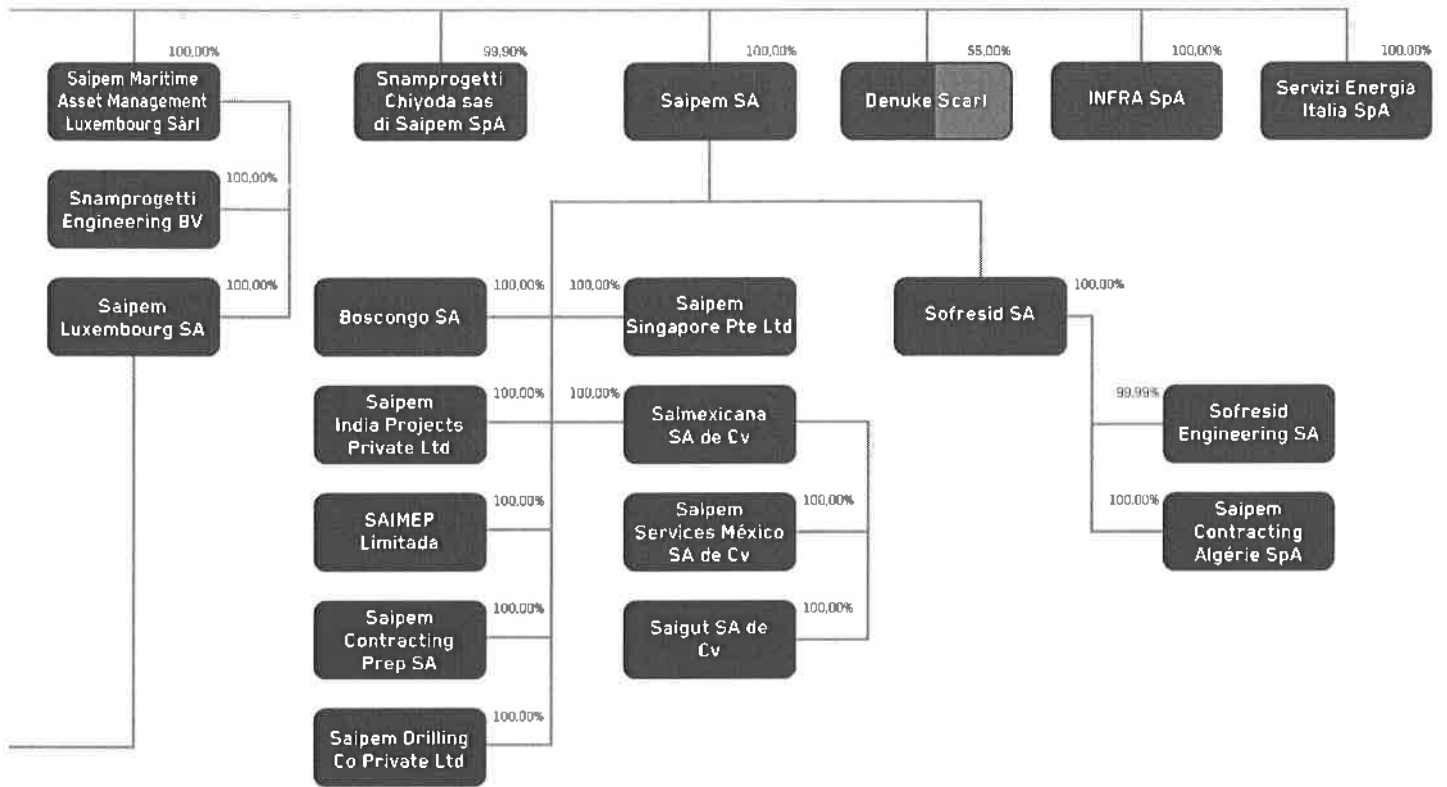 100,00%
Saipem Maritime
Asset Management
Luxembourg Sàrl
99,90%
Snamprogetti
Chiyoda sas
di Saipem SpA
100,00%
Saipem SA
55,00%
Denuke Scarl
100,00%
INFRA SpA
100.00%
Servizi Energia
Italia SpA
100,00%
Snamprogetti
Engineering BV
100,00%
Saipem
Luxembourg SA
100,00%
Boscongo SA
100,00%
Saipem
Singapore Pte Ltd
100,00%
Sofresid SA
100,00%
Saipem
India Projects
Private Ltd
100,00%
Saimexicana
SA de Cv
99,99%
Sofresid
Engineering SA
100.00%
SAIMEP
Limitada
100,00%
Saipem
Services México
SA de Cv
100.00%
Saipem
Contracting
Algérie SpA
100.00%
Saipem
Contracting
Prep SA
100,00%
Saigut SA de
Cv
100.00%
Saipem Drilling
Co Private Ltd